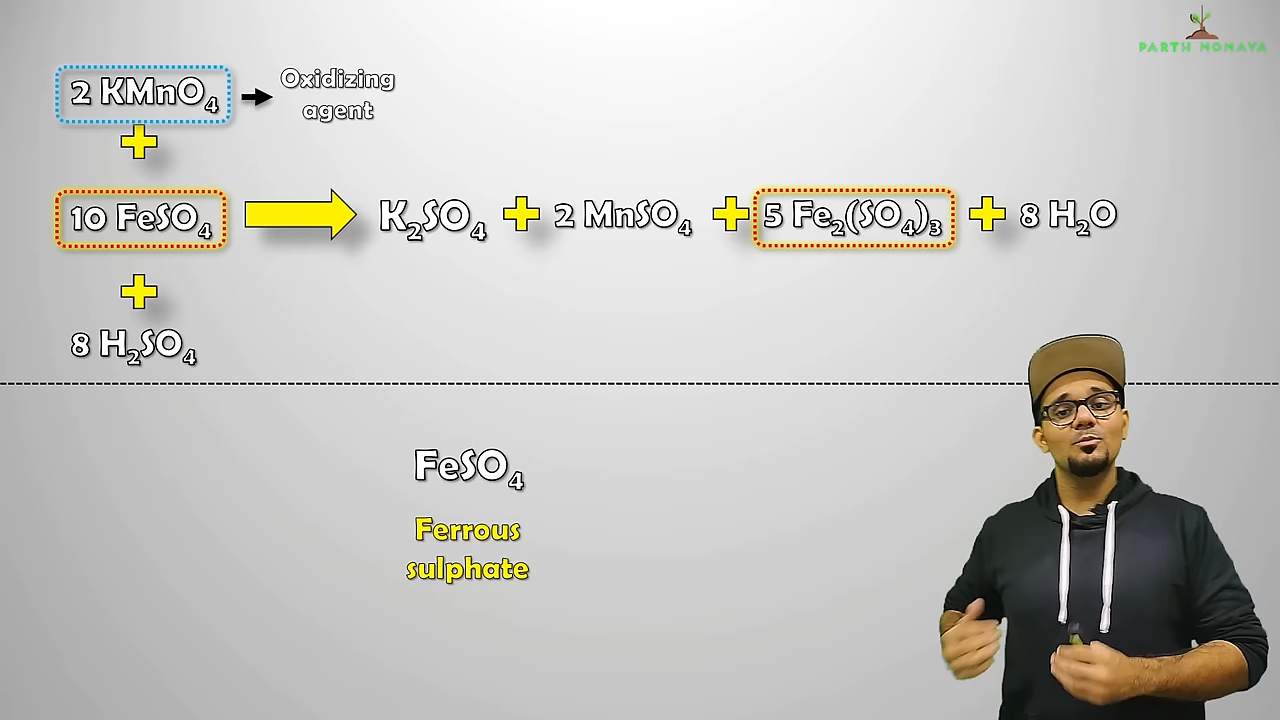 PARTH MOMAYA
2 KMnO₄
Oxidizing
agent
+
10 FeSO₄
K₂SO₄ + 2 MnSO₄ + 5 Fe₂(SO₄)₃ + 8 H₂O
+
8 H₂SO₄
FeSO₄
Ferrous
sulphate